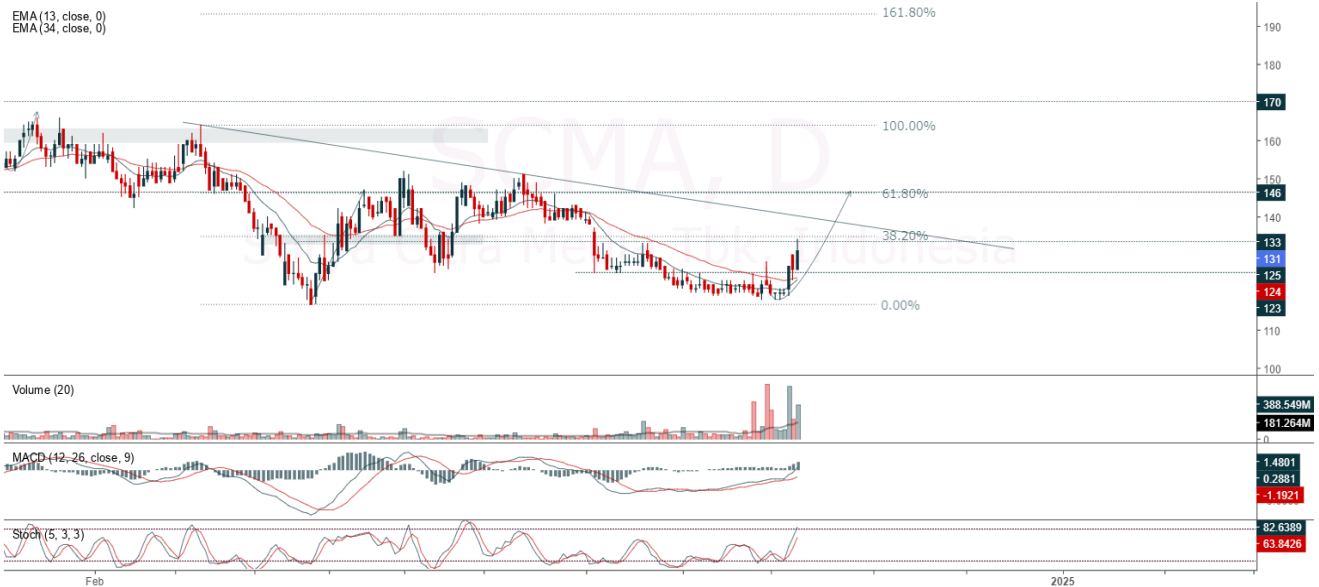 EMA (13, close, 0)
EMA (34, close, 0)
161.80%
190
180
170
100.00%
160
SCMA, D
150
61.80%
146
140
38.20%
133
131
125
124
0.00%
123
110
100
Volume (20)
388.549M
181.264M
0
MACD (12, 26, close, 9)
1.4801
0.2881
-1.1921
Stoch (5, 3, 3)
82.6389
63.8426
Feb
2025